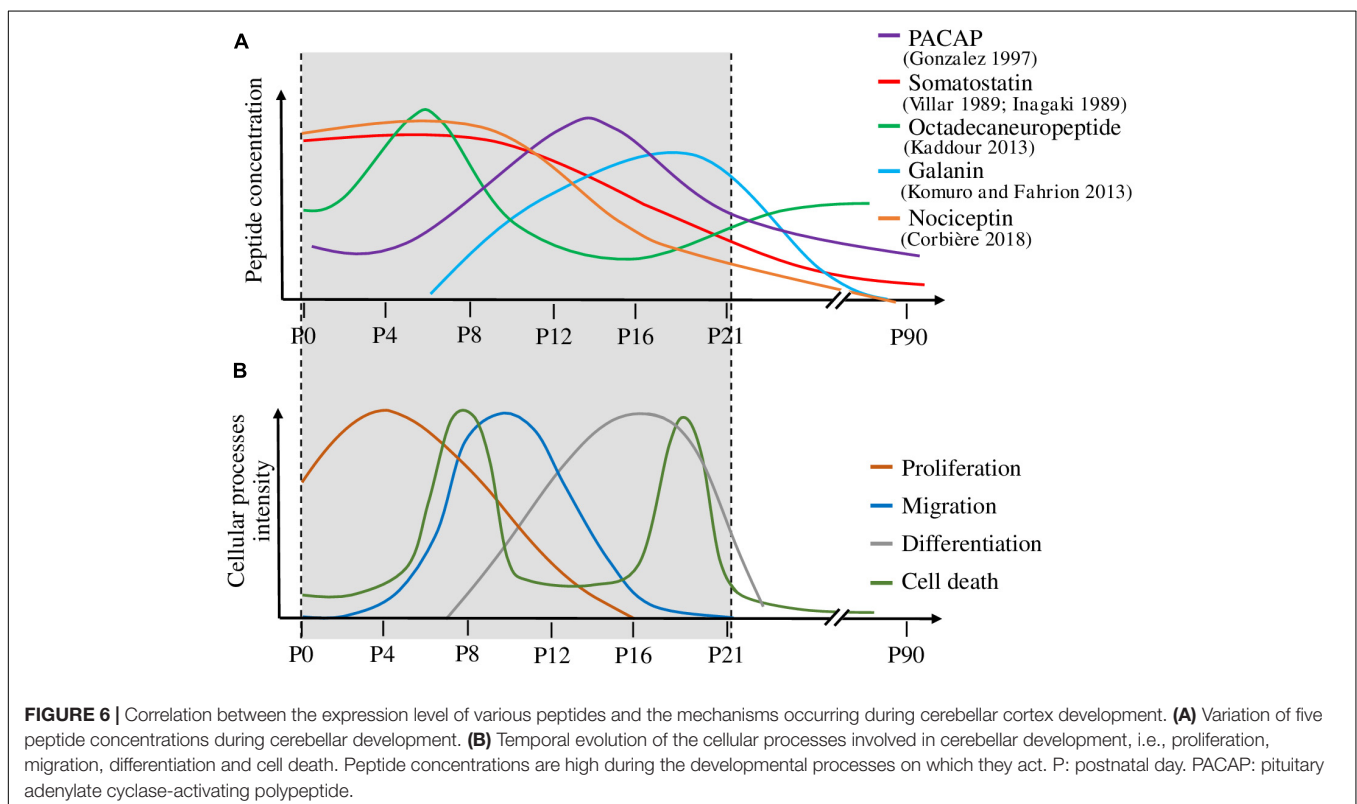 A
Peptide concentration
PACAP
(Gonzalez 1997)
Somatostatin
(Villar 1989; Inagaki 1989)
Octadecaneuropeptide
(Kaddour 2013)
Galanin
(Komuro and Fahrion 2013)
Nociceptin
(Corbière 2018)
P0 P4 P8 P12 P16 P21 P90
B
Cellular processes
intensity
Proliferation
Migration
Differentiation
Cell death
P0 P4 P8 P12 P16 P21 P90
FIGURE 6 | Correlation between the expression level of various peptides and the mechanisms occurring during cerebellar cortex development. (A) Variation of five
peptide concentrations during cerebellar development. (B) Temporal evolution of the cellular processes involved in cerebellar development, i.e., proliferation,
migration, differentiation and cell death. Peptide concentrations are high during the developmental processes on which they act. P: postnatal day. PACAP: pituitary
adenylate cyclase-activating polypeptide.